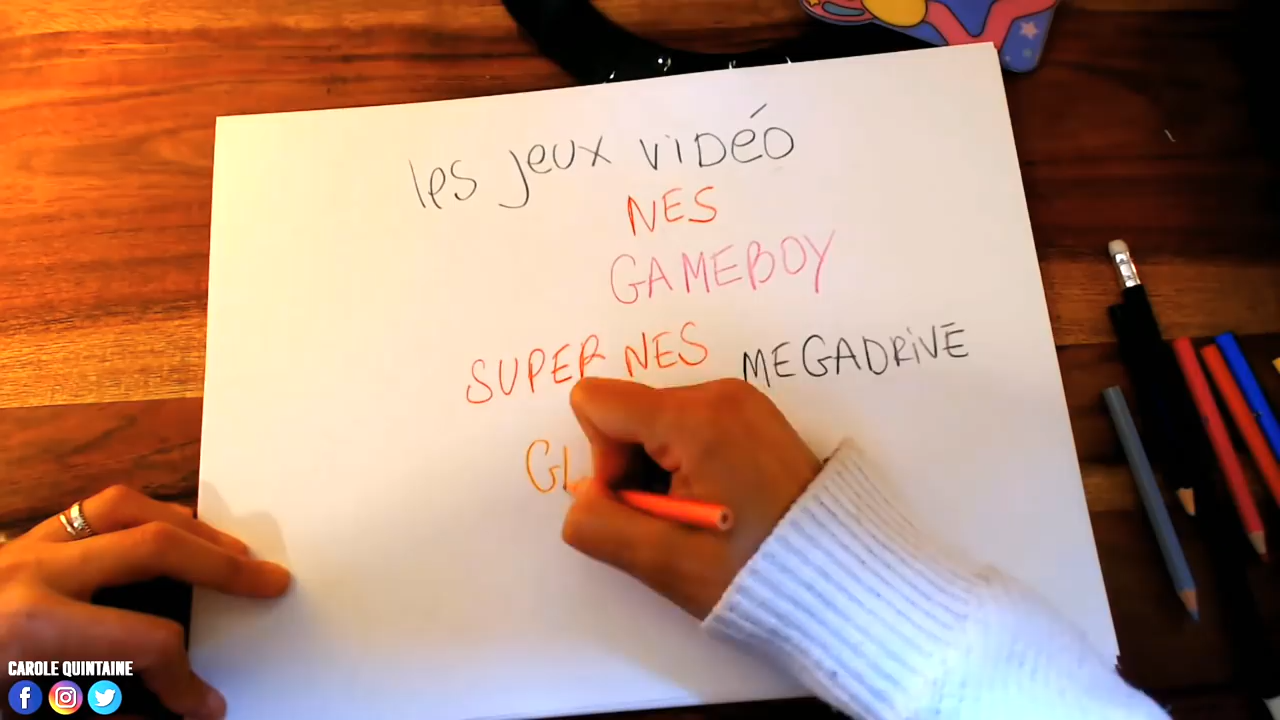 les jeux vidéo
NES
GAMEBOY
SUPER NES MEGADRiVE
CAROLE QUINTAINE